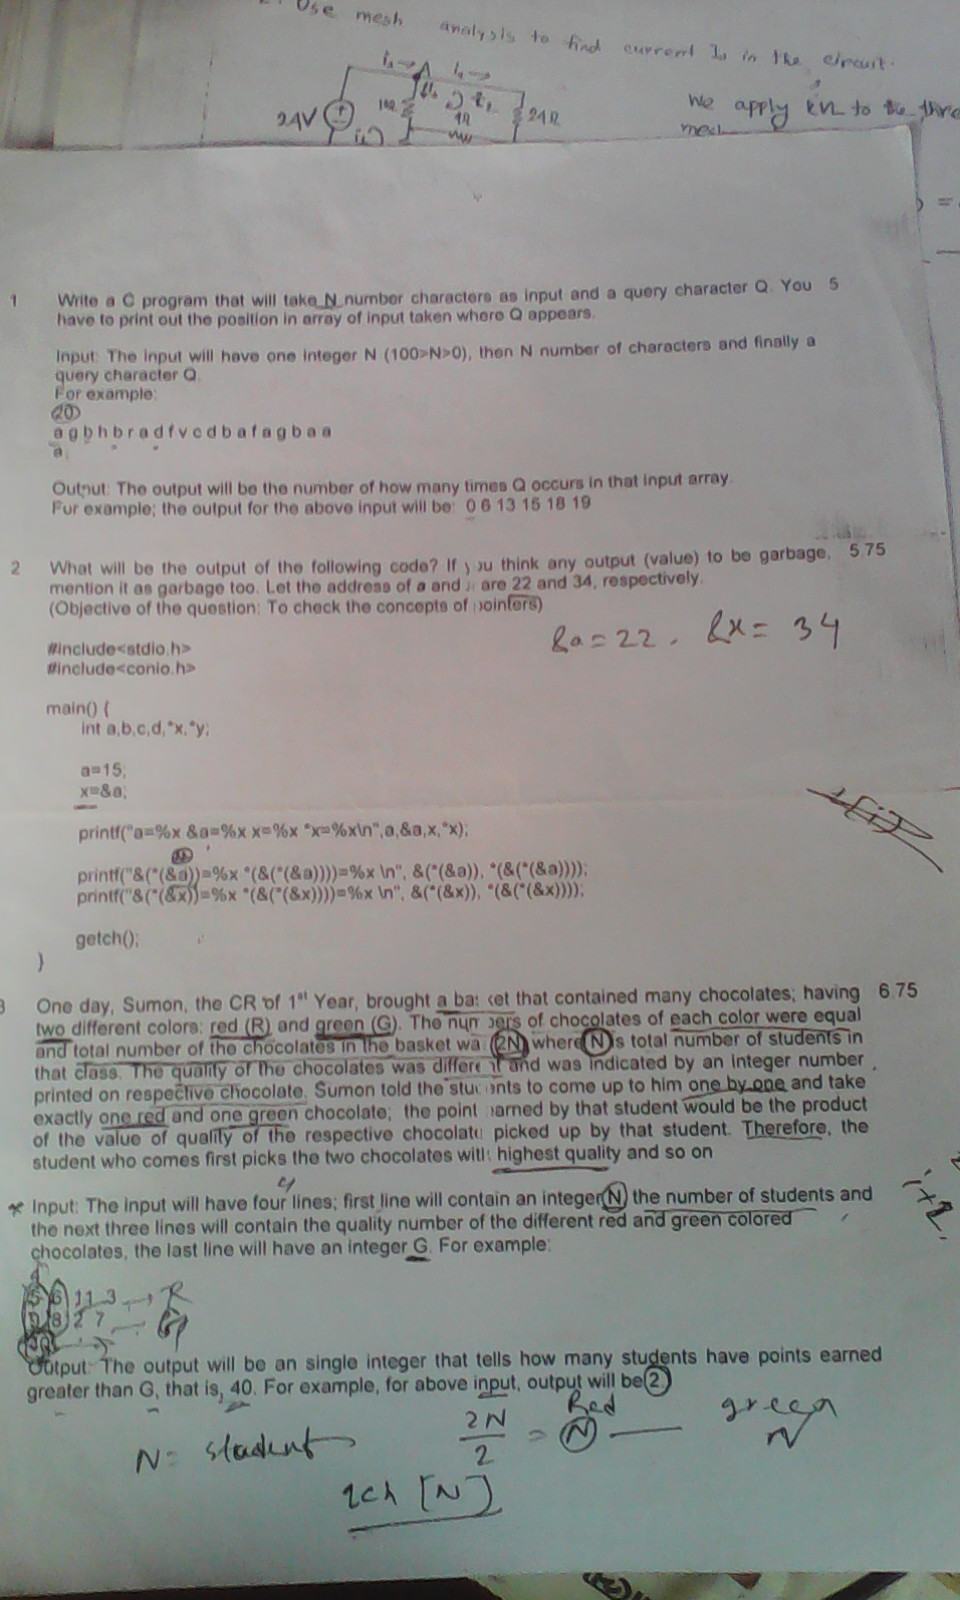 Use mesh analysis to find current Io in the circuit.
We apply KVL to the three
mesh
24V
24Ω
1 Write a C program that will take N number characters as input and a query character Q. You 5
have to print out the position in array of input taken where Q appears.
Input: The input will have one integer N (100>N>0), then N number of characters and finally a
query character Q.
For example:
20
a g b h b r a d f v c d b a f a g b a a
a
Output: The output will be the number of how many times Q occurs in that input array.
For example; the output for the above input will be: 0 6 13 15 18 19
2 What will be the output of the following code? If you think any output (value) to be garbage, 5.75
mention it as garbage too. Let the address of a and are 22 and 34, respectively.
(Objective of the question: To check the concepts of pointers)
&a = 22. &x = 34
#include<stdio.h>
#include<conio.h>
main() {
int a,b,c,d,*x,*y;
a=15;
x=&a;
printf("a=%x &a=%x x=%x *x=%x\n",a,&a,x,*x);
printf("&(*(&a))=%x *(&(*(&a))))=%x \n", &(*(&a)), *(&(*(&a))));
printf("&(*(&x))=%x *(&(*(&x))))=%x \n", &(*(&x)), *(&(*(&x))));
getch();
}
3 One day, Sumon, the CR of 1st Year, brought a basket that contained many chocolates; having 6.75
two different colors: red (R) and green (G). The numbers of chocolates of each color were equal
and total number of the chocolates in the basket wa (2N) where N is total number of students in
that class. The quality of the chocolates was different and was indicated by an integer number
printed on respective chocolate. Sumon told the students to come up to him one by one and take
exactly one red and one green chocolate; the point earned by that student would be the product
of the value of quality of the respective chocolate picked up by that student. Therefore, the
student who comes first picks the two chocolates with highest quality and so on
Input: The input will have four lines; first line will contain an integer N the number of students and
the next three lines will contain the quality number of the different red and green colored
chocolates, the last line will have an integer G. For example:
4
5 6 11 3 → R
9 8 2 7 — G
Output: The output will be an single integer that tells how many students have points earned
greater than G, that is, 40. For example, for above input, output will be 2
N = student 2N/2 = N Red — green N
2ch [N]